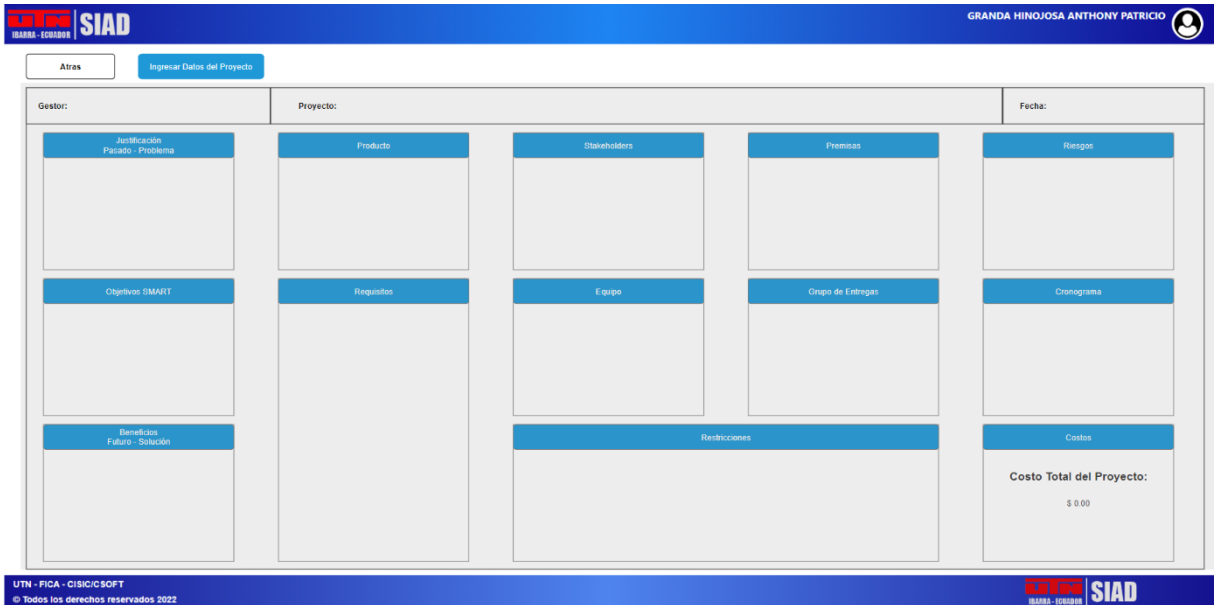 UTN
IBARRA - ECUADOR
SIAD
GRANDA HINOJOSA ANTHONY PATRICIO
Atras
Ingresar Datos del Proyecto
Gestor:
Proyecto:
Fecha:
Justificación
Pasado - Problema
Producto
Stakeholders
Premisas
Riesgos
Objetivos SMART
Requisitos
Equipo
Grupo de Entregas
Cronograma
Beneficios
Futuro - Solución
Restricciones
Costos
Costo Total del Proyecto:
$ 0.00
UTN - FICA - CISIC/CSOFT
© Todos los derechos reservados 2022
UTN
IBARRA - ECUADOR
SIAD